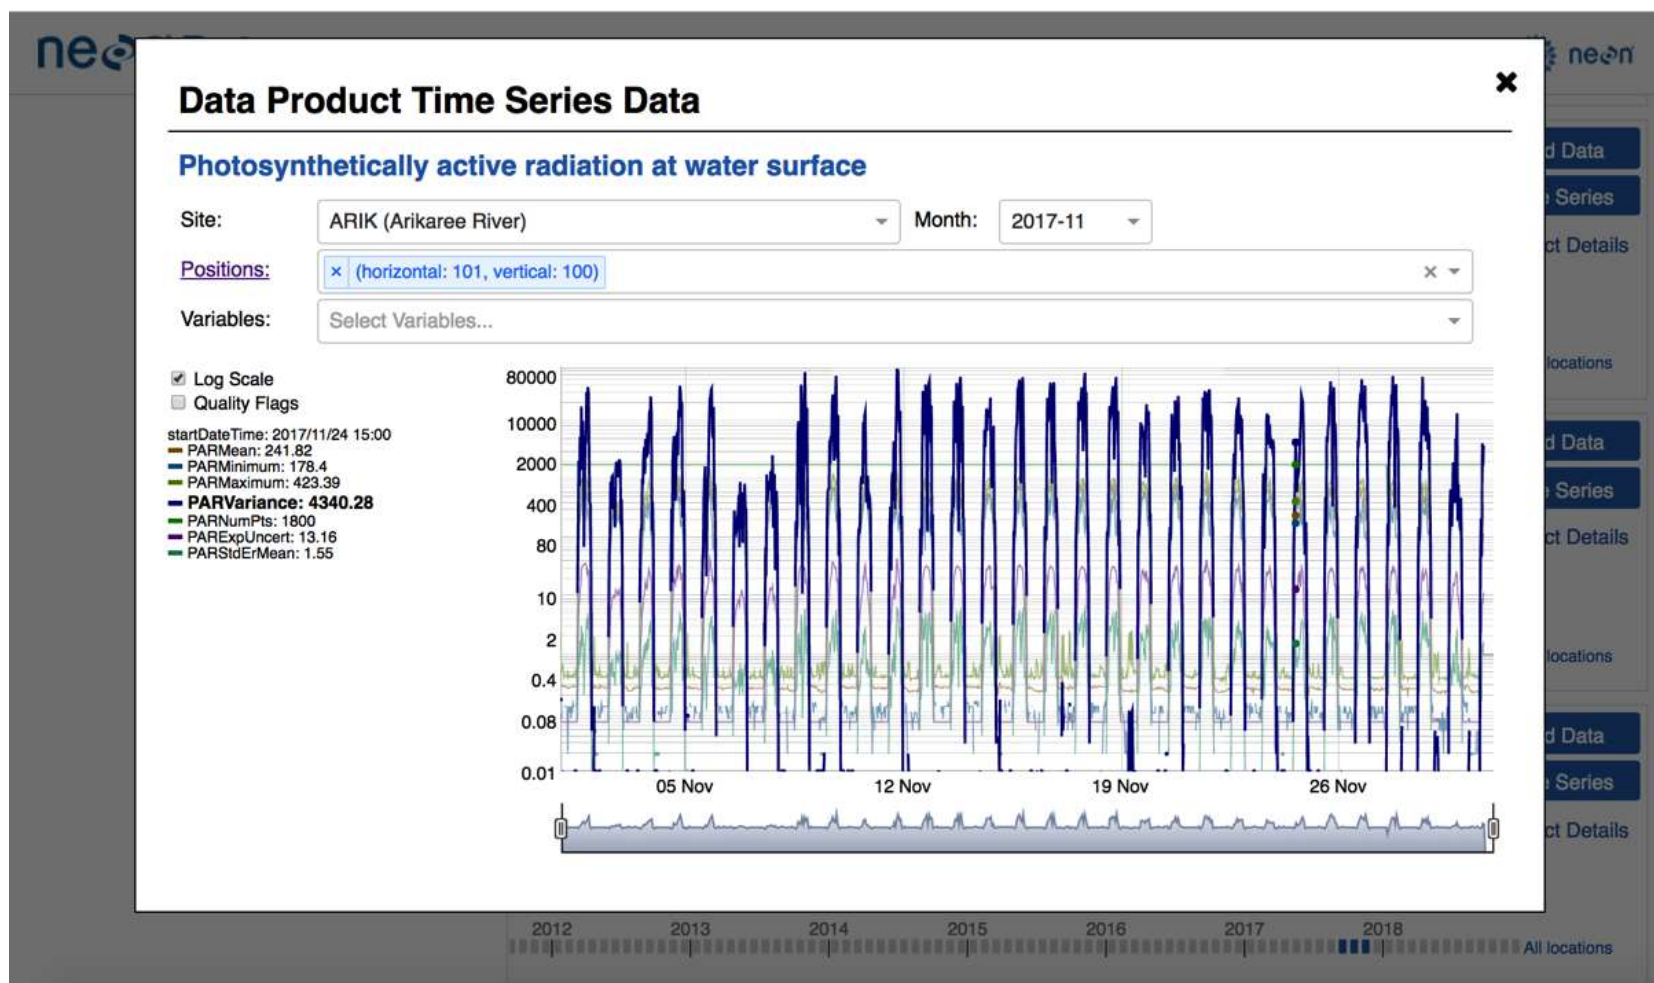 neon
Data Product Time Series Data
Photosynthetically active radiation at water surface
Site: ARIK (Arikaree River) Month: 2017-11
Positions: × (horizontal: 101, vertical: 100)
Variables: Select Variables...
Log Scale
Quality Flags
startDateTime: 2017/11/24 15:00
PARMean: 241.82
PARMinimum: 178.4
PARMaximum: 423.39
PARVariance: 4340.28
PARNumPts: 1800
PARExpUncert: 13.16
PARStdErMean: 1.55
80000
10000
2000
400
80
10
2
0.4
0.08
0.01
05 Nov 12 Nov 19 Nov 26 Nov
d Data
Series
ct Details
locations
d Data
Series
ct Details
locations
d Data
Series
ct Details
2012 2013 2014 2015 2016 2017 2018
All locations